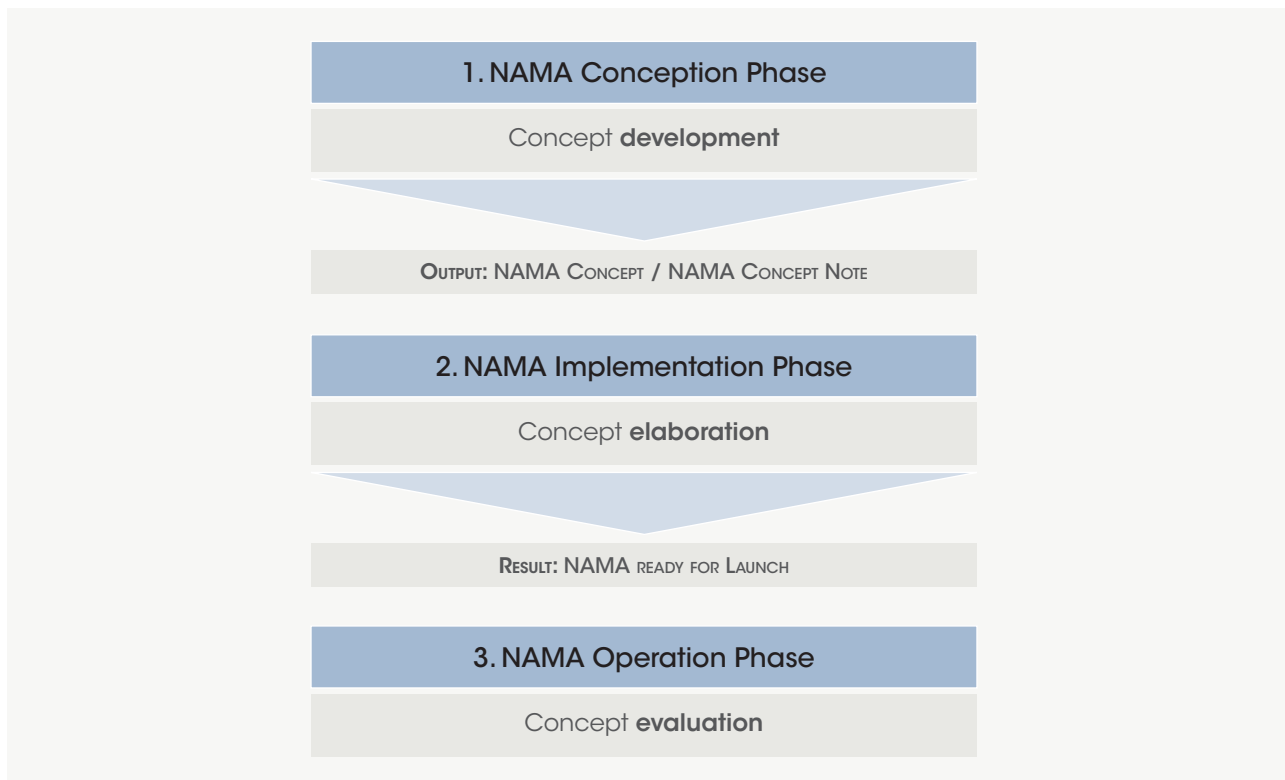 1. NAMA Conception Phase
Concept development
Output: NAMA Concept / NAMA Concept Note
2. NAMA Implementation Phase
Concept elaboration
Result: NAMA ready for Launch
3. NAMA Operation Phase
Concept evaluation